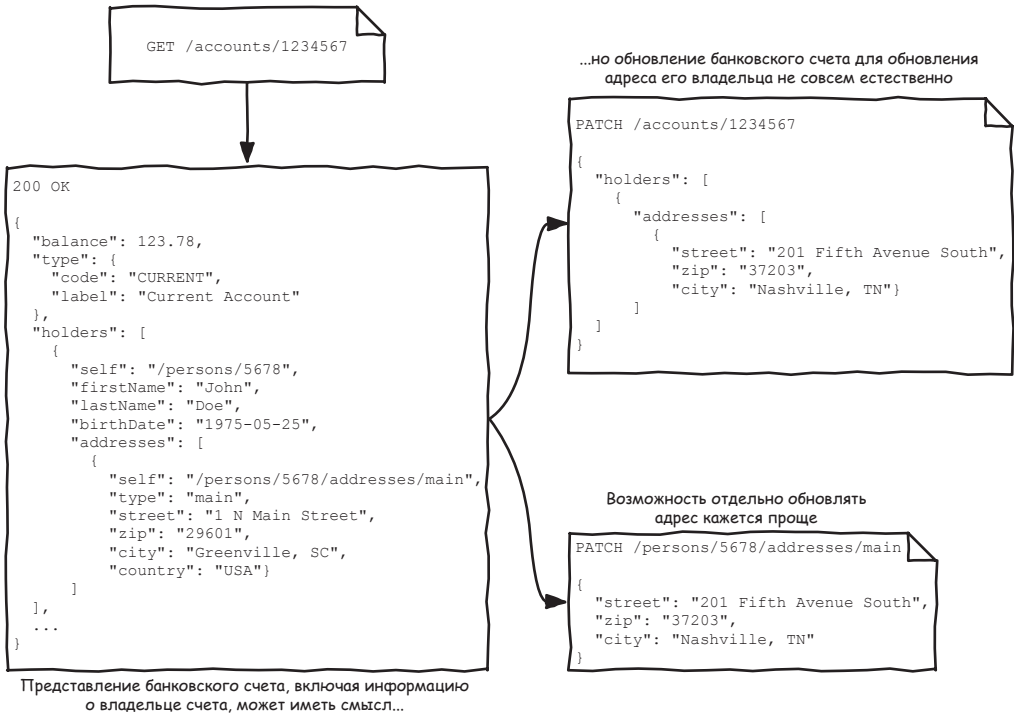 GET /accounts/1234567
200 OK
{
  "balance": 123.78,
  "type": {
    "code": "CURRENT",
    "label": "Current Account"
  },
  "holders": [
    {
      "self": "/persons/5678",
      "firstName": "John",
      "lastName": "Doe",
      "birthDate": "1975-05-25",
      "addresses": [
        {
          "self": "/persons/5678/addresses/main",
          "type": "main",
          "street": "1 N Main Street",
          "zip": "29601",
          "city": "Greenville, SC",
          "country": "USA"}
      ]
  ],
  ...
}
Представление банковского счета, включая информацию
о владельце счета, может иметь смысл...
...но обновление банковского счета для обновления
адреса его владельца не совсем естественно
PATCH /accounts/1234567
{
  "holders": [
    {
      "addresses": [
        {
          "street": "201 Fifth Avenue South",
          "zip": "37203",
          "city": "Nashville, TN"}
      ]
  ]
}
Возможность отдельно обновлять
адрес кажется проще
PATCH /persons/5678/addresses/main
{
  "street": "201 Fifth Avenue South",
  "zip": "37203",
  "city": "Nashville, TN"
}